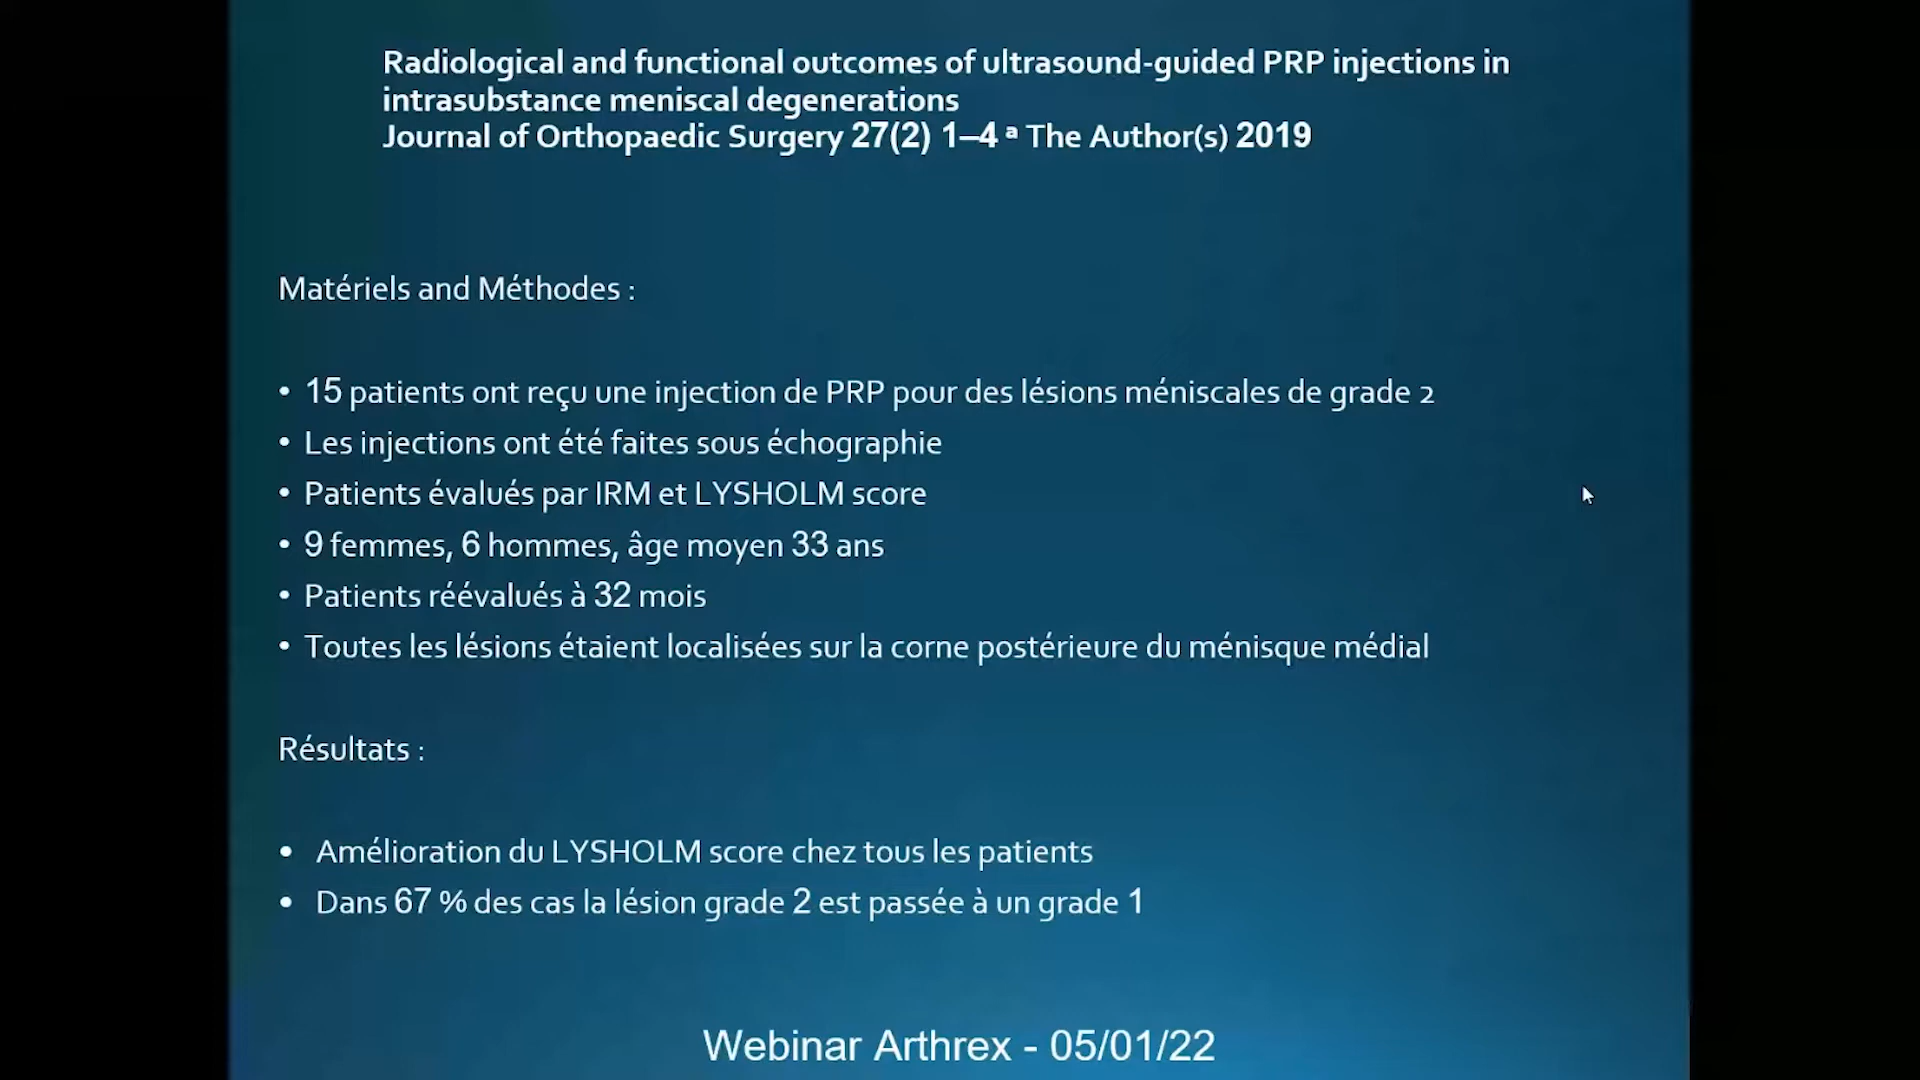 Radiological and functional outcomes of ultrasound-guided PRP injections in
intrasubstance meniscal degenerations
Journal of Orthopaedic Surgery 27(2) 1–4 ª The Author(s) 2019
Matériels and Méthodes :
• 15 patients ont reçu une injection de PRP pour des lésions méniscales de grade 2
• Les injections ont été faites sous échographie
• Patients évalués par IRM et LYSHOLM score
• 9 femmes, 6 hommes, âge moyen 33 ans
• Patients réévalués à 32 mois
• Toutes les lésions étaient localisées sur la corne postérieure du ménisque médial
Résultats :
• Amélioration du LYSHOLM score chez tous les patients
• Dans 67 % des cas la lésion grade 2 est passée à un grade 1
Webinar Arthrex - 05/01/22